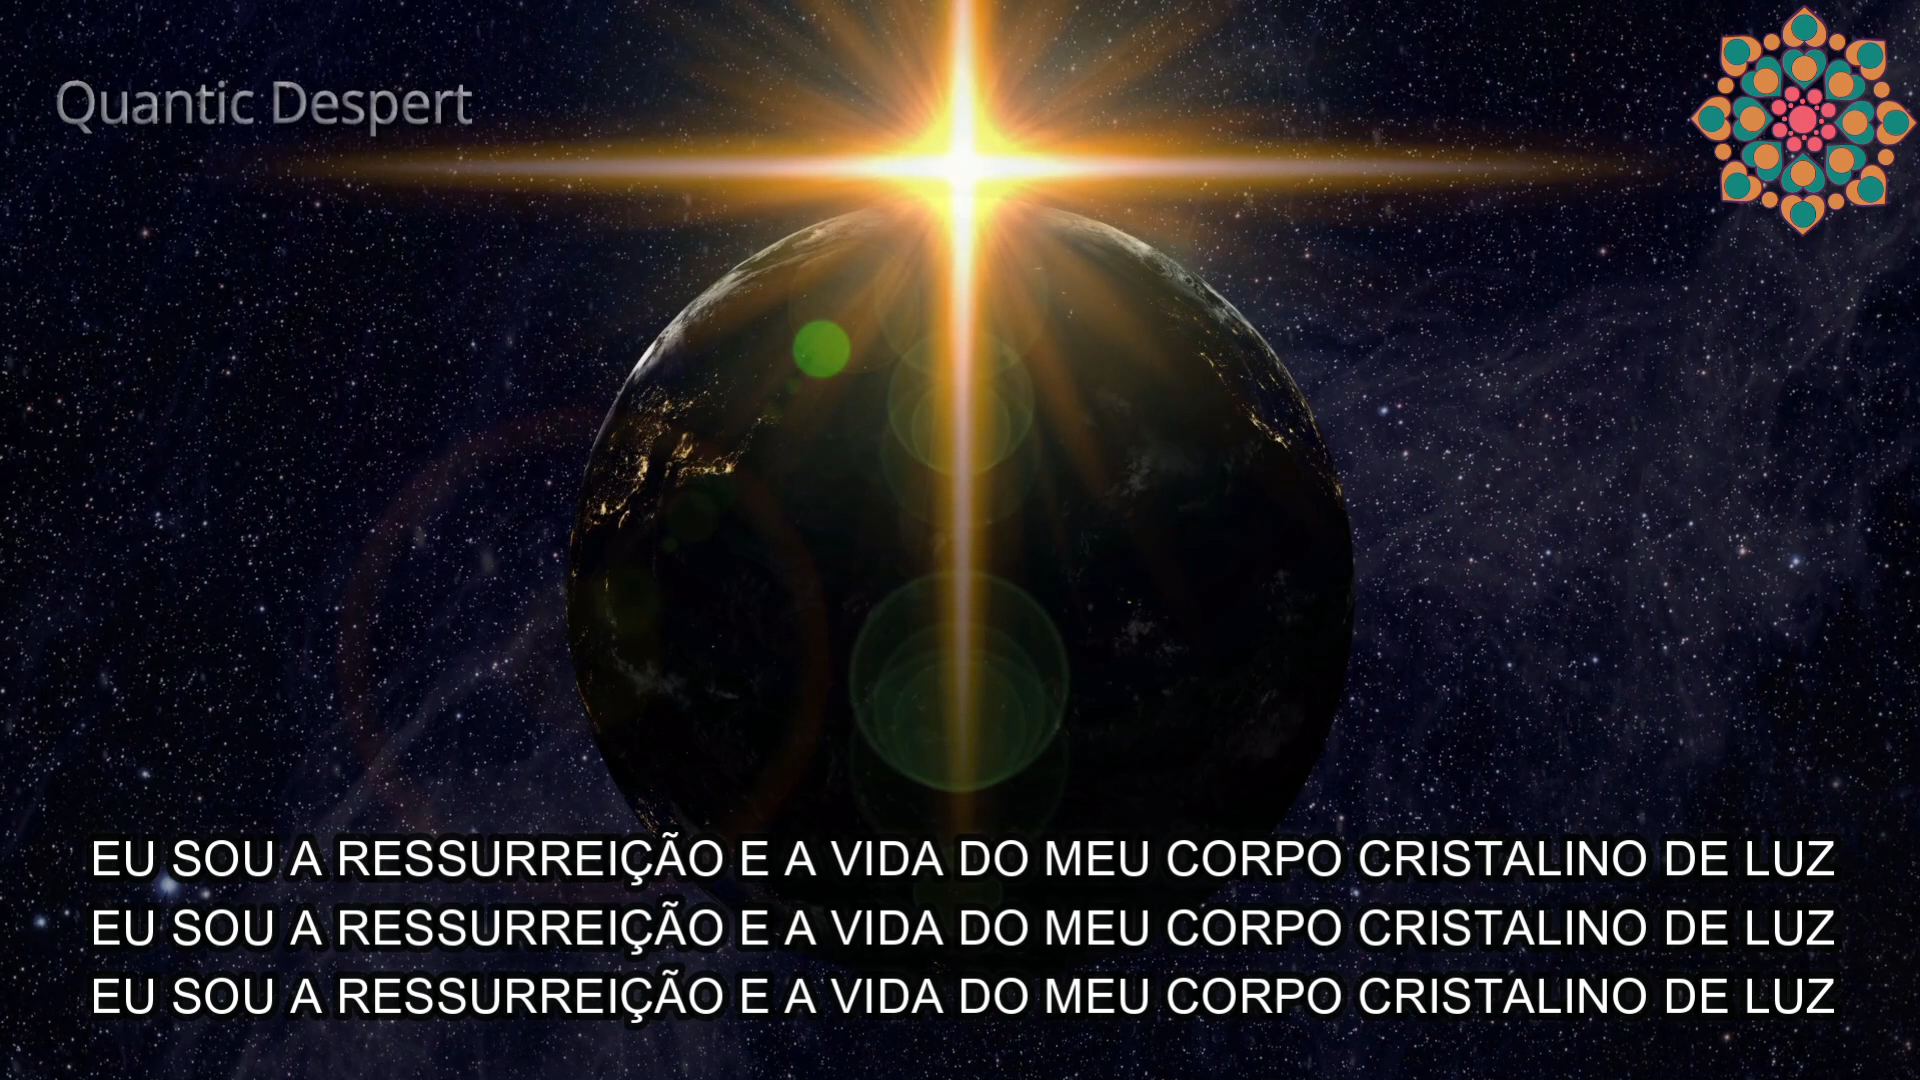 Quantic Despert
EU SOU A RESSURREIÇÃO E A VIDA DO MEU CORPO CRISTALINO DE LUZ
EU SOU A RESSURREIÇÃO E A VIDA DO MEU CORPO CRISTALINO DE LUZ
EU SOU A RESSURREIÇÃO E A VIDA DO MEU CORPO CRISTALINO DE LUZ